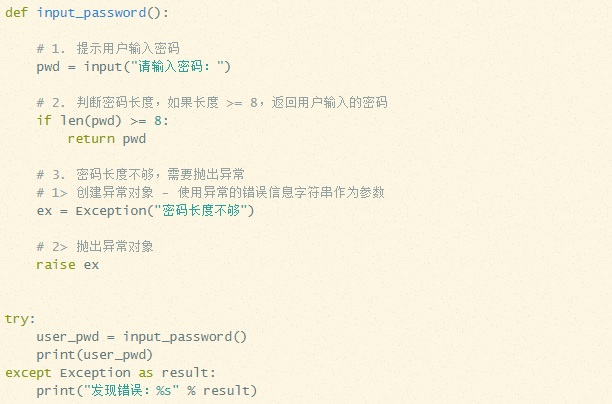 def input_password():
# 1. 提示用户输入密码
pwd = input("请输入密码：")
# 2. 判断密码长度，如果长度 >= 8，返回用户输入的密码
if len(pwd) >= 8:
return pwd
# 3. 密码长度不够，需要抛出异常
# 1> 创建异常对象 - 使用异常的错误信息字符串作为参数
ex = Exception("密码长度不够")
# 2> 抛出异常对象
raise ex
try:
user_pwd = input_password()
print(user_pwd)
except Exception as result:
print("发现错误：%s" % result)